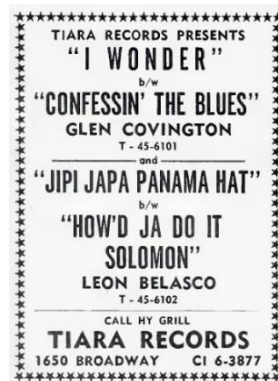 TIARA RECORDS PRESENTS
"I WONDER"
b/w
"CONFESSIN' THE BLUES"
GLEN COVINGTON
T - 45-6101
and
"JIPI JAPA PANAMA HAT"
b/w
"HOW'D JA DO IT
SOLOMON"
LEON BELASCO
T - 45-6102
CALL HY GRILL
TIARA RECORDS
1650 BROADWAY CI 6-3877